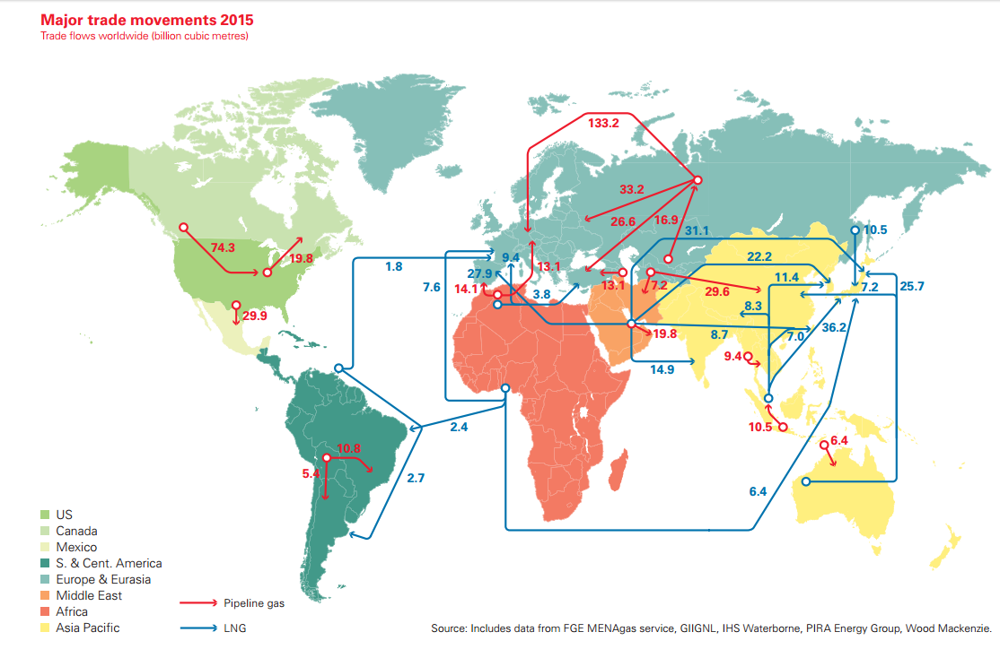 Major trade movements 2015
Trade flows worldwide (billion cubic metres)
133.2
33.2
26.6
16.9
31.1
10.5
74.3
19.8
1.8
9.4
13.1
22.2
27.9
7.6
14.1
3.8
13.1
7.2
29.6
11.4
7.2
25.7
29.9
8.3
19.8
8.7
7.0
36.2
14.9
9.4
2.4
10.5
6.4
10.8
5.4
2.7
6.4
US
Canada
Mexico
S. & Cent. America
Europe & Eurasia
Middle East
Africa
Asia Pacific
Pipeline gas
LNG
Source: Includes data from FGE MENAgas service, GIIGNL, IHS Waterborne, PIRA Energy Group, Wood Mackenzie.